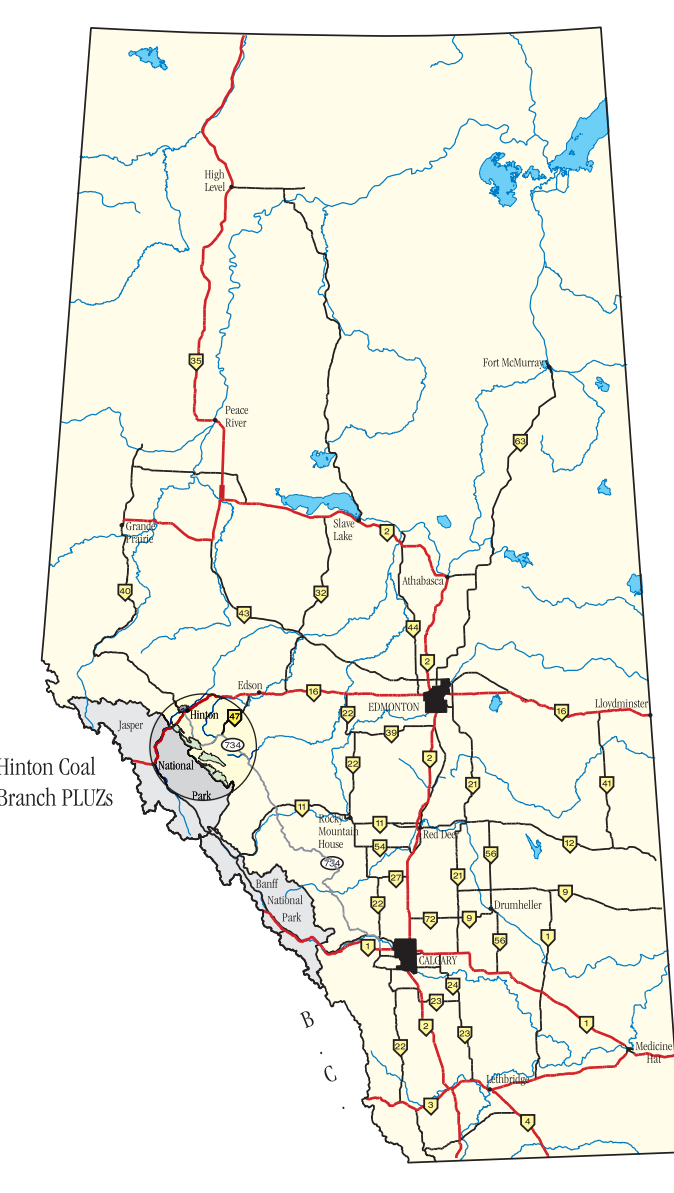 High
Level
35
Fort McMurray
Peace
River
63
Grande
Prairie
Slave
Lake
2
Athabasca
40
32
43
44
2
Edson
16
Hinton
47
22
EDMONTON
16
Lloydminster
Jasper
734
39
2
National
22
21
41
Hinton Coal
Branch PLUZs
Park
11
Rocky
Mountain
House
11
Red Deer
54
12
56
734
27
21
Banff
National
Park
22
9
Drumheller
72
9
56
1
1
CALGARY
24
23
B
.
C
.
2
23
22
1
Medicine
Hat
Lethbridge
3
4